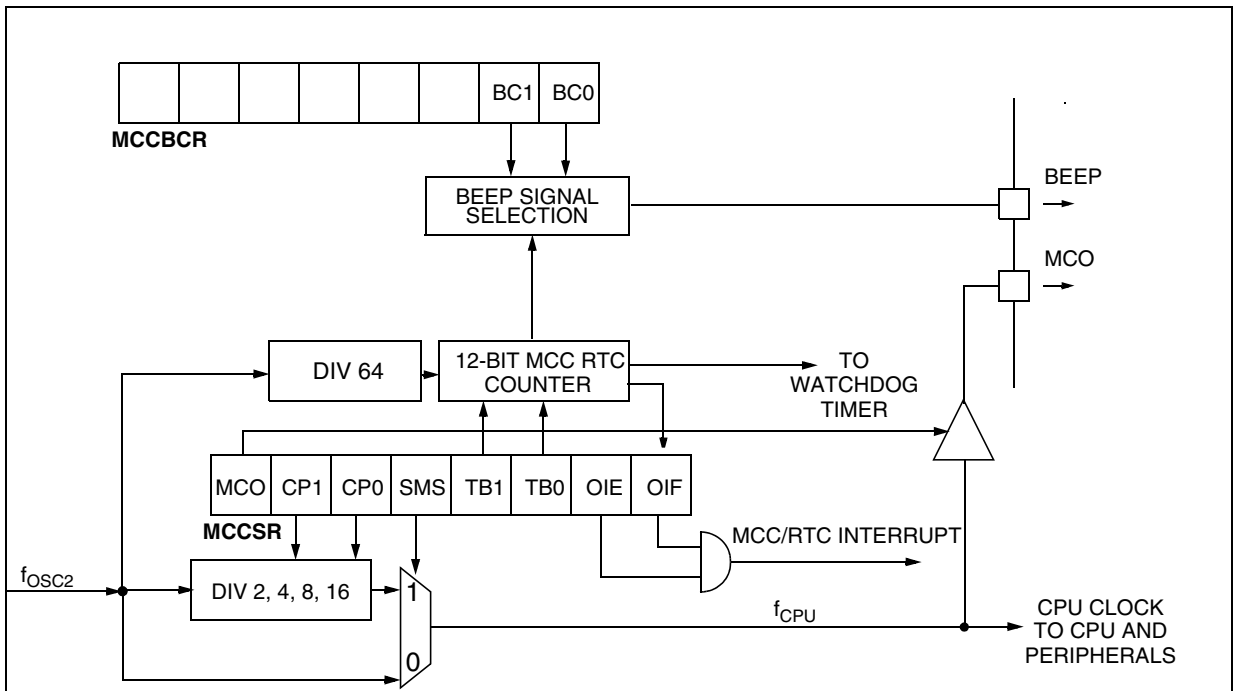 BC1 BC0
MCCBCR
BEEP SIGNAL
SELECTION
BEEP
MCO
DIV 64
12-BIT MCC RTC
COUNTER
TO
WATCHDOG
TIMER
MCO CP1 CP0 SMS TB1 TB0 OIE OIF
MCCSR
MCC/RTC INTERRUPT
fOSC2
DIV 2, 4, 8, 16
1
0
fCPU
CPU CLOCK
TO CPU AND
PERIPHERALS